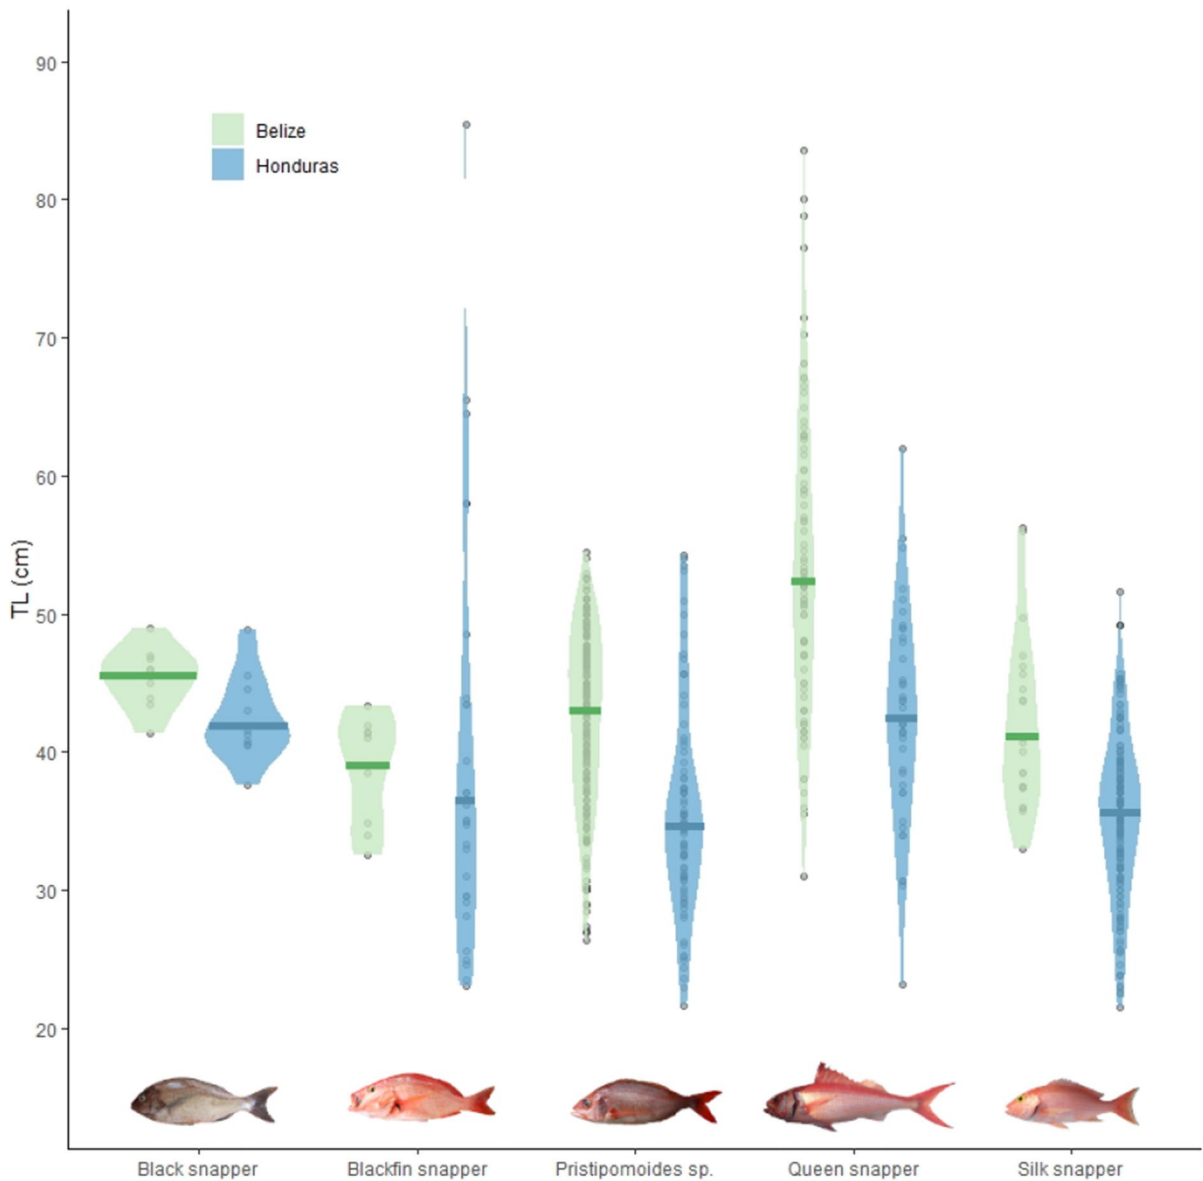 90
80
70
60
50
40
30
20
TL (cm)
Belize
Honduras
Black snapper
Blackfin snapper
Pristipomoides sp.
Queen snapper
Silk snapper